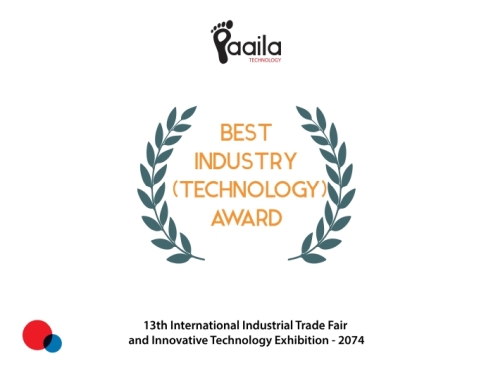 Paaila
TECHNOLOGY
BEST
INDUSTRY
(TECHNOLOGY)
AWARD
13th International Industrial Trade Fair
and Innovative Technology Exhibition - 2074